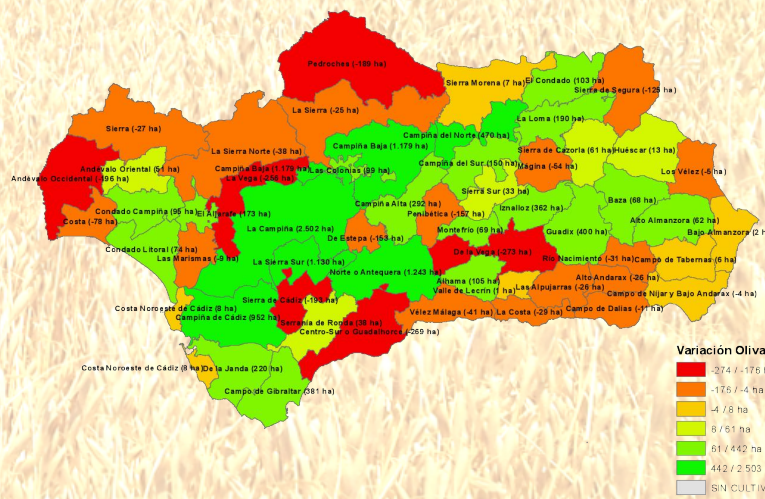 Pedroches (-189 ha)
Sierra Morena (7 ha)
El Condado (103 ha)
Sierra de Segura (-125 ha)
La Sierra (-25 ha)
La Loma (190 ha)
Sierra (-27 ha)
Campiña del Norte (470 ha)
La Sierra Norte (-38 ha)
Campiña Baja (1.179 ha)
Sierra de Cazorla (61 ha)
Huéscar (13 ha)
Andévalo Oriental (51 ha)
Campiña Baja (1.179 ha)
Las Colonias (99 ha)
Campiña del Sur (150 ha)
Mágina (-54 ha)
Los Vélez (-5 ha)
Andévalo Occidental (-196 ha)
La Vega
Sierra Sur (33 ha)
Campiña Alta (292 ha)
Baza (68 ha)
Condado Campiña (95 ha)
El Aljarafe (173 ha)
Penibética (-157 ha)
Iznalloz (362 ha)
Alto Almanzora (62 ha)
Costa (-78 ha)
La Campiña (2.502 ha)
Montefrío (69 ha)
Guadix (400 ha)
Bajo Almanzora (2 h
De Estepa (-153 ha)
Condado Litoral (74 ha)
De la Vega (-273 ha)
Las Marismas (-9 ha)
La Sierra Sur (1.130 ha)
Rio Nacimiento (-31 ha)
Campo de Tabernas (6 ha)
Norte o Antequera (1.243 ha)
Alhama (105 ha)
Alto Andarax (-26 ha)
Valle de Lecrín (1 ha)
Las Alpujarras (-26 ha)
Campo de Nijar y Bajo Andarax (-4 ha)
Sierra de Cádiz (-192 ha)
Costa Noroeste de Cádiz (8 ha)
Campiña de Cádiz (952 ha)
Vélez Málaga (-41 ha)
La Costa (-29 ha)
Campo de Dalías (-11 ha)
Serranía de Ronda (38 ha)
Centro-Sur o Guadalhorce (-269 ha)
Costa Noroeste de Cádiz (8 ha)
De la Janda (220 ha)
Campo de Gibraltar (381 ha)
Variación Oliva
-274 / -176 h
-175 / -4 ha
-4 / 8 ha
8 / 61 ha
61 / 442 ha
442 / 2.503
SIN CULTIV